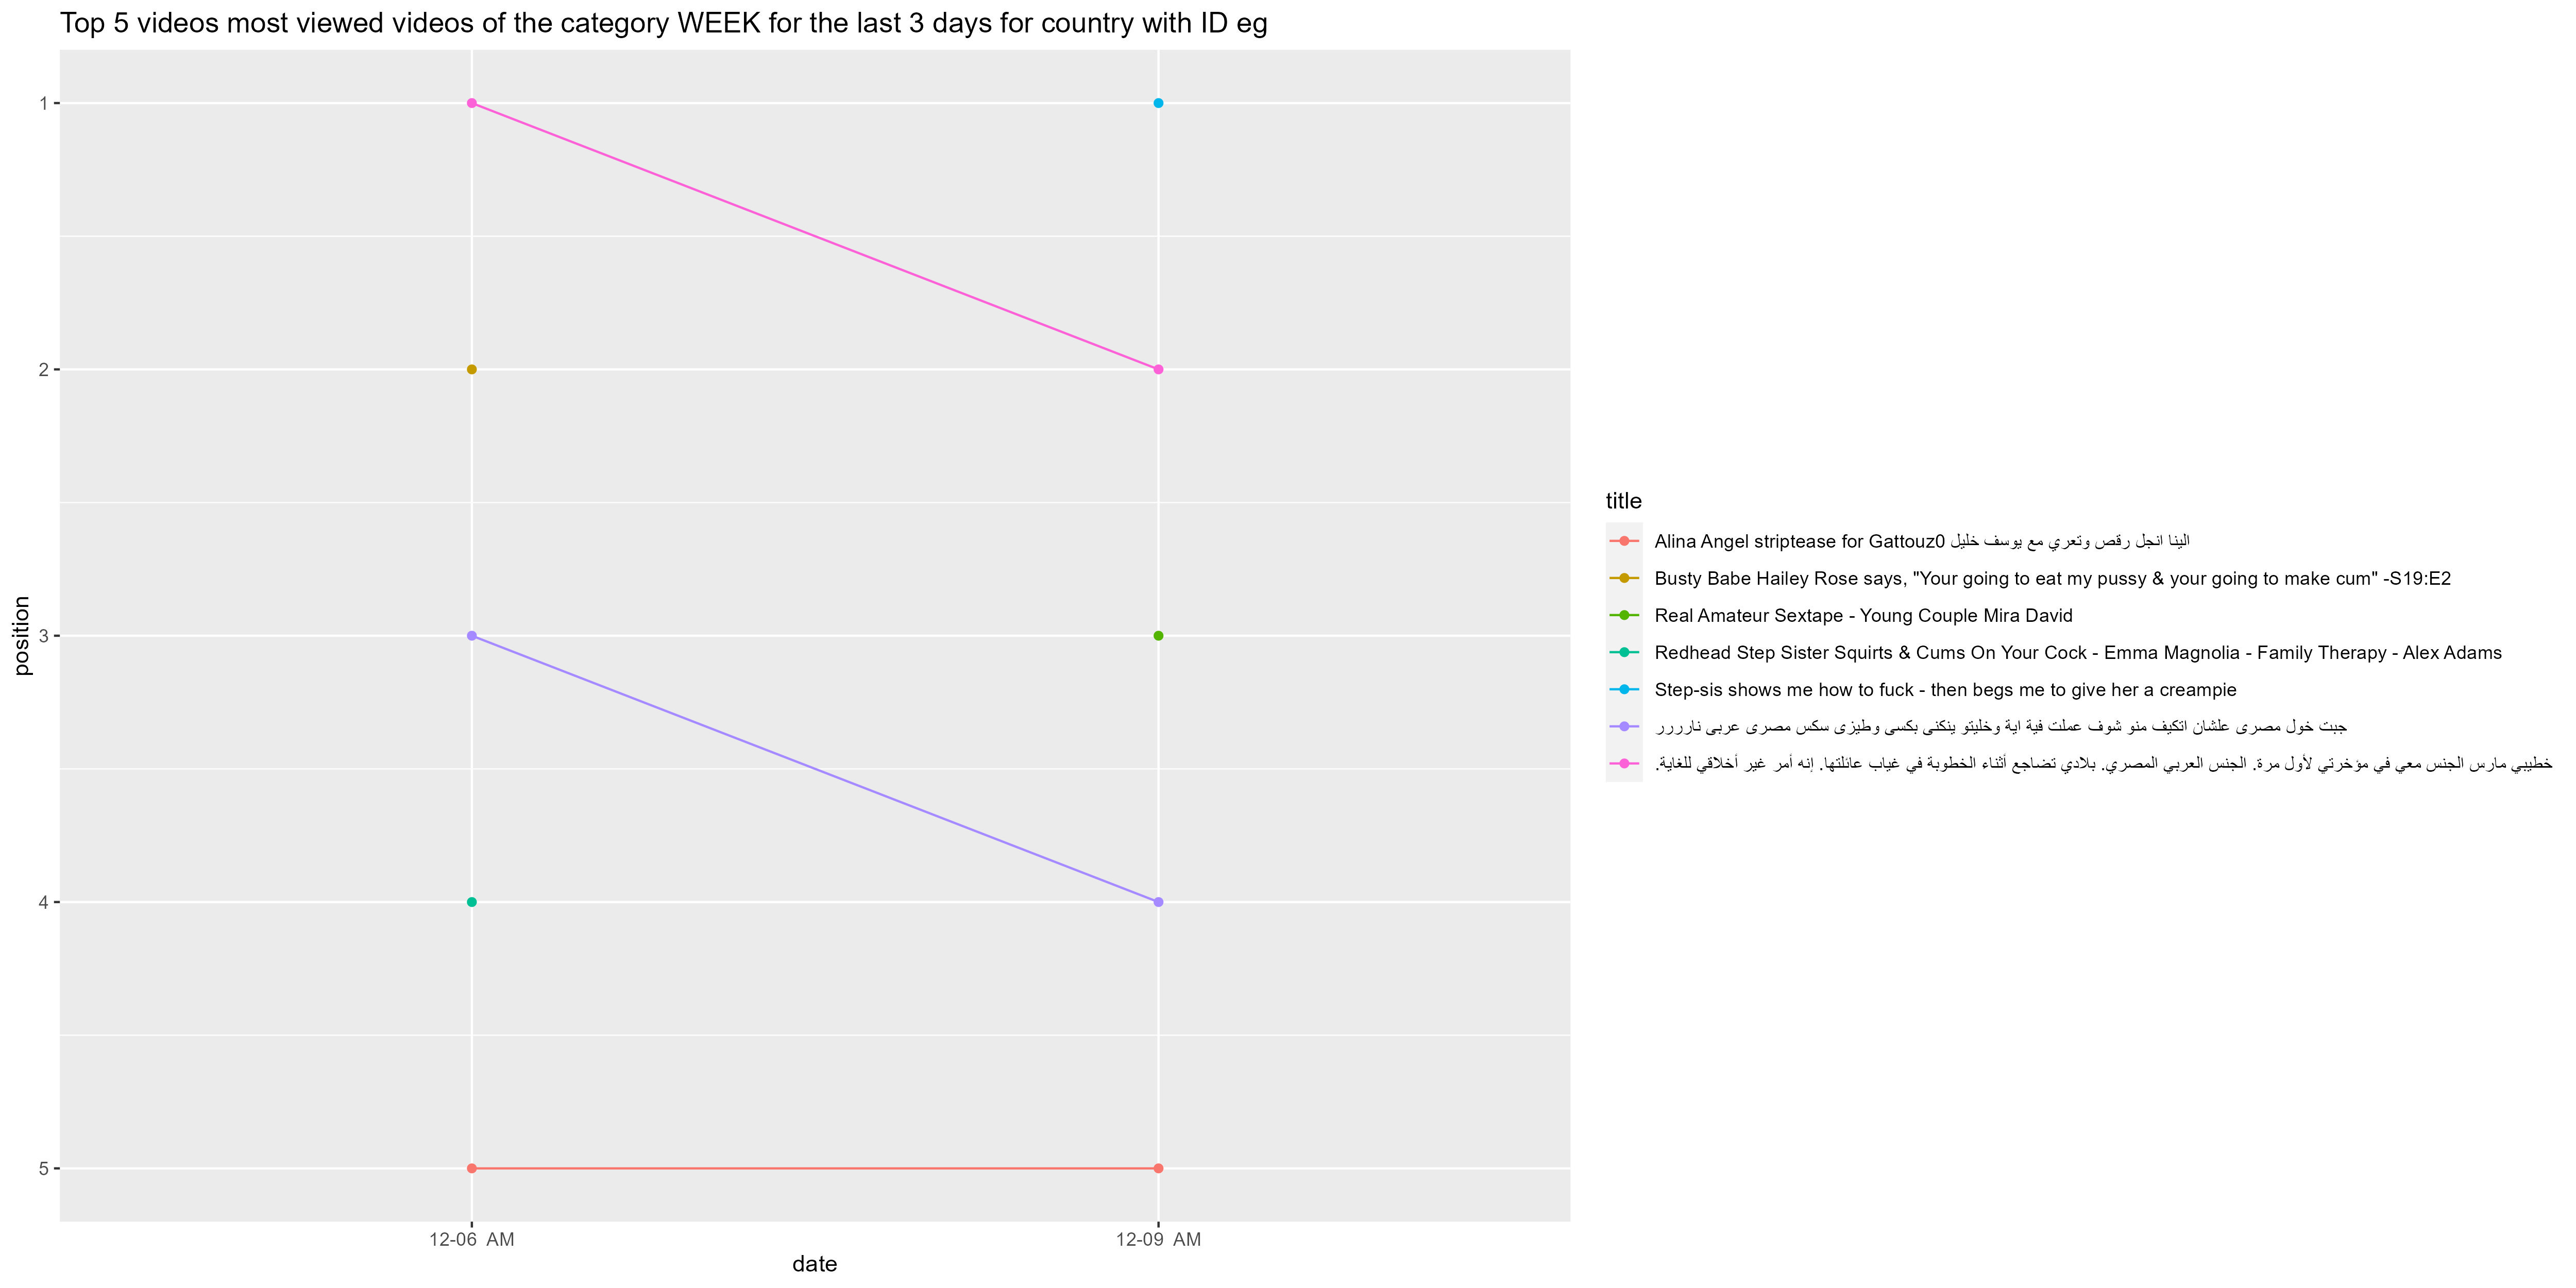 Top 5 videos most viewed videos of the category WEEK for the last 3 days for country with ID eg
position
1
2
3
4
5
12-06 AM
12-09 AM
date
title
Alina Angel striptease for Gattouz0 الينا انجل رقص وتعري مع يوسف خليل
Busty Babe Hailey Rose says, "Your going to eat my pussy & your going to make cum" -S19:E2
Real Amateur Sextape - Young Couple Mira David
Redhead Step Sister Squirts & Cums On Your Cock - Emma Magnolia - Family Therapy - Alex Adams
Step-sis shows me how to fuck - then begs me to give her a creampie
جبت خول مصرى علشان اتكيف منو شوف عملت فية اية وخليتو ينكنى بكسى وطيزى سكس مصرى عربى نارررر
خطيبي مارس الجنس معي في مؤخرتي لأول مرة. الجنس العربي المصري. بلادي تضاجع أثناء الخطوبة في غياب عائلتها. إنه أمر غير أخلاقي للغاية.